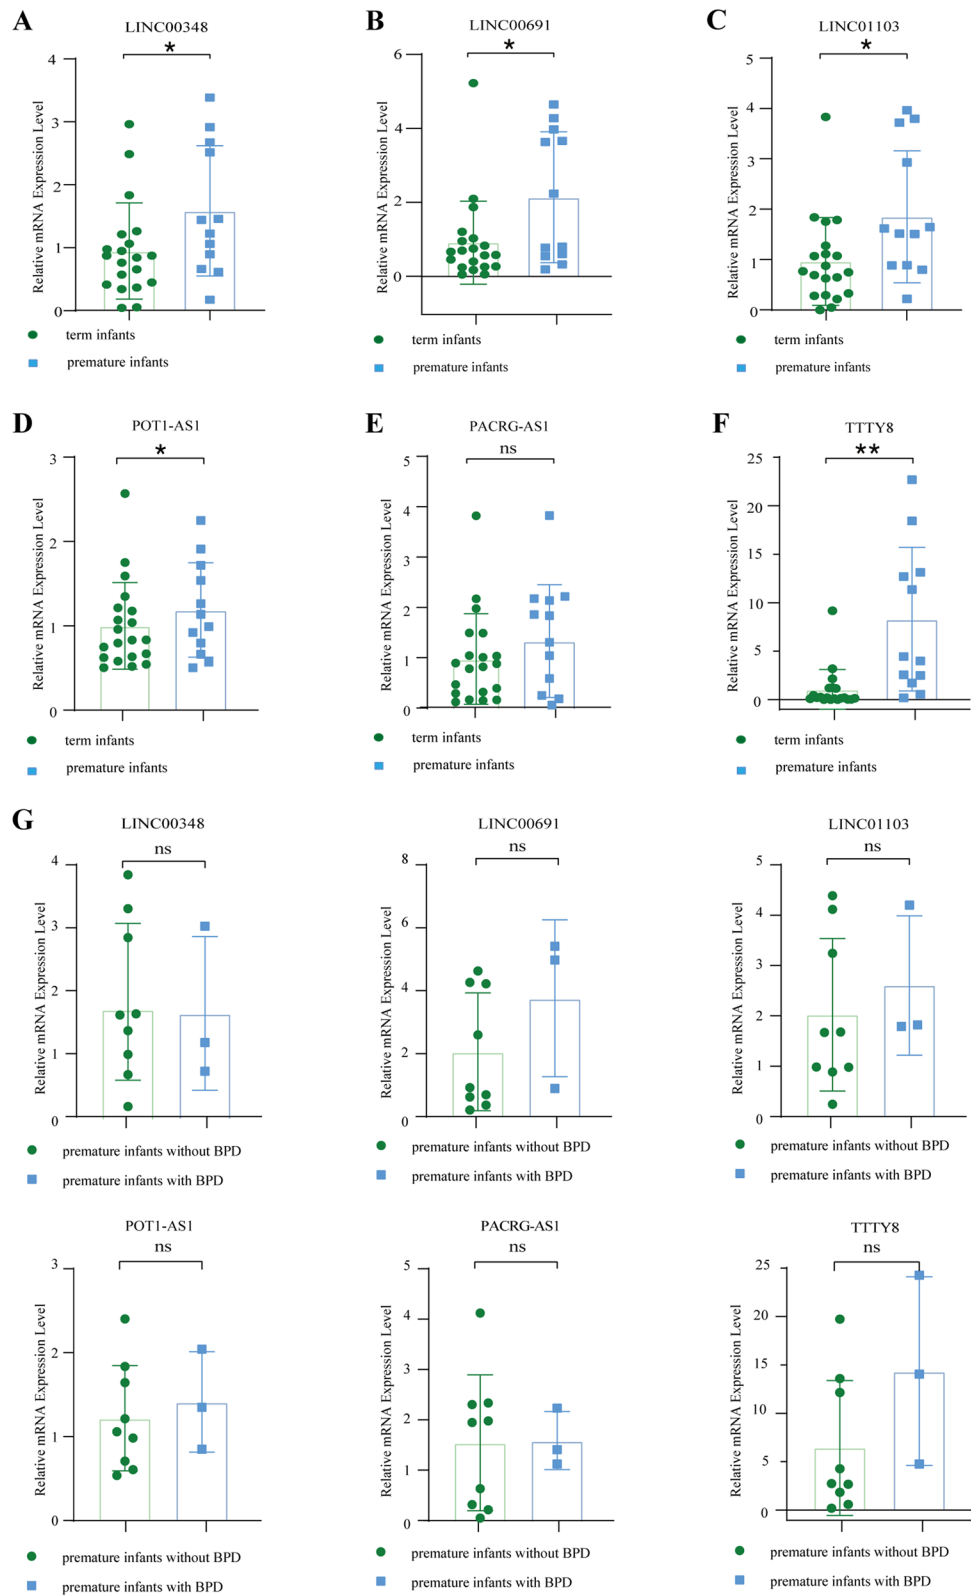 A
LINC00348
*
Relative mRNA Expression Level
4
3
2
1
0
term infants
premature infants
B
LINC00691
*
Relative mRNA Expression Level
6
4
2
0
term infants
premature infants
C
LINC01103
*
Relative mRNA Expression Level
5
4
3
2
1
0
term infants
premature infants
D
POT1-AS1
*
Relative mRNA Expression Level
3
2
1
0
term infants
premature infants
E
PACRG-AS1
ns
Relative mRNA Expression Level
5
4
3
2
1
0
term infants
premature infants
F
TTTY8
**
Relative mRNA Expression Level
25
20
15
10
5
0
term infants
premature infants
G
LINC00348
ns
Relative mRNA Expression Level
4
3
2
1
0
premature infants without BPD
premature infants with BPD
LINC00691
ns
Relative mRNA Expression Level
8
6
4
2
0
premature infants without BPD
premature infants with BPD
LINC01103
ns
Relative mRNA Expression Level
5
4
3
2
1
0
premature infants without BPD
premature infants with BPD
POT1-AS1
ns
Relative mRNA Expression Level
3
2
1
0
premature infants without BPD
premature infants with BPD
PACRG-AS1
ns
Relative mRNA Expression Level
5
4
3
2
1
0
premature infants without BPD
premature infants with BPD
TTTY8
ns
Relative mRNA Expression Level
25
20
15
10
5
0
premature infants without BPD
premature infants with BPD